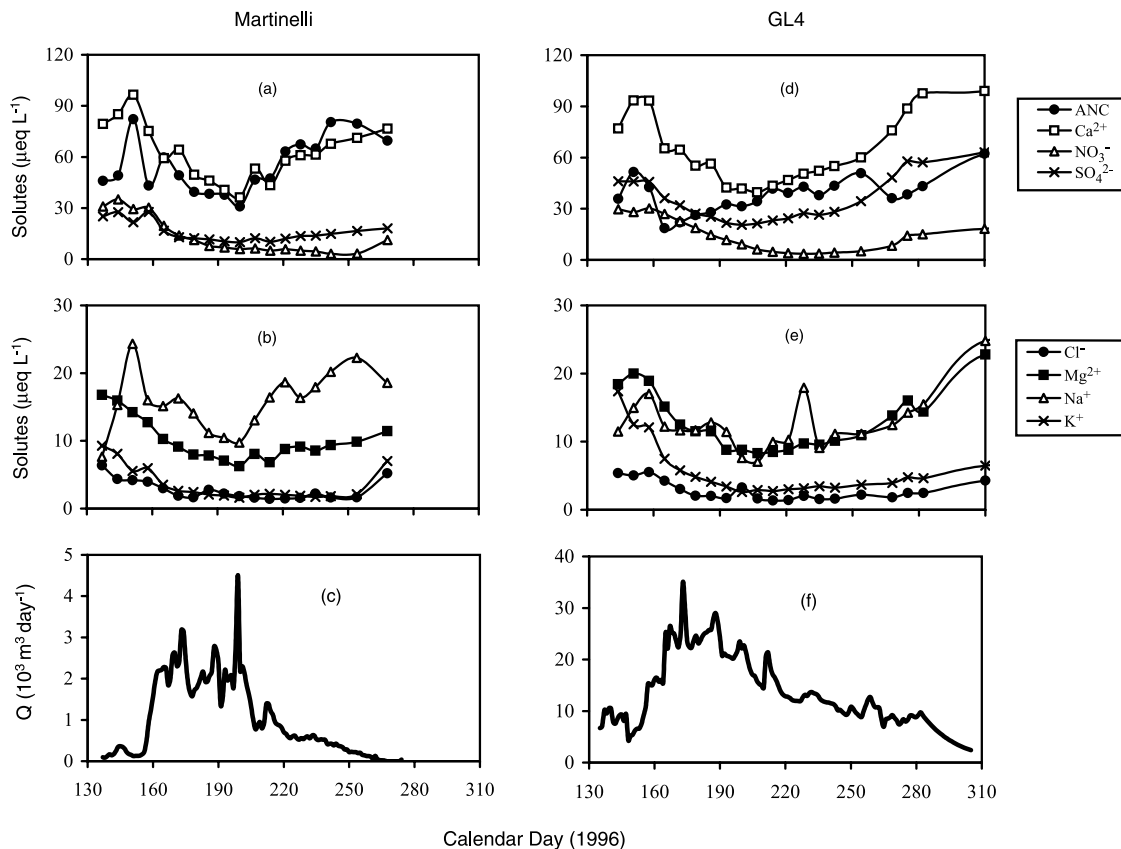 Martinelli
GL4
120
90
60
30
0
Solutes (µeq L⁻¹)
(a)
120
90
60
30
0
(d)
ANC
Ca²⁺
NO₃⁻
SO₄²⁻
30
20
10
0
Solutes (µeq L⁻¹)
(b)
30
20
10
0
(e)
Cl⁻
Mg²⁺
Na⁺
K⁺
5
4
3
2
1
0
Q (10³ m³ day⁻¹)
(c)
40
30
20
10
0
(f)
130 160 190 220 250 280 310
130 160 190 220 250 280 310
Calendar Day (1996)